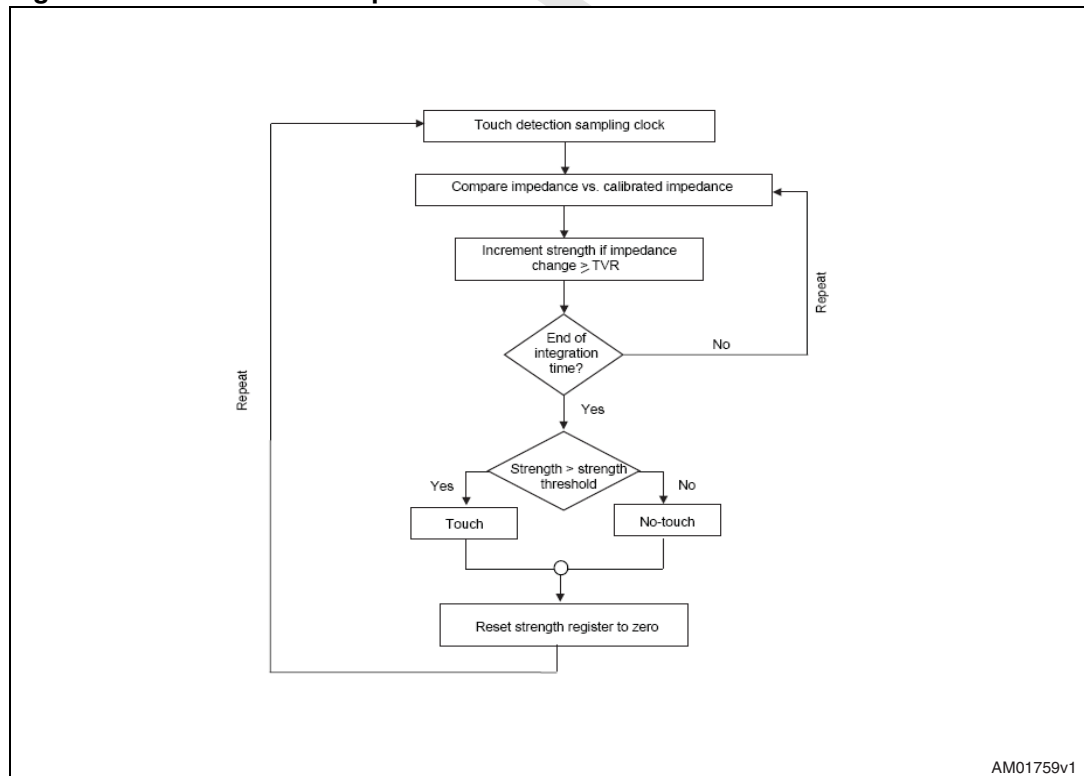 Touch detection sampling clock
Compare impedance vs. calibrated impedance
Increment strength if impedance
change ≥ TVR
Repeat
End of
integration
time?
No
Repeat
Yes
Strength > strength
threshold
Yes
No
Touch
No-touch
Reset strength register to zero
AM01759v1